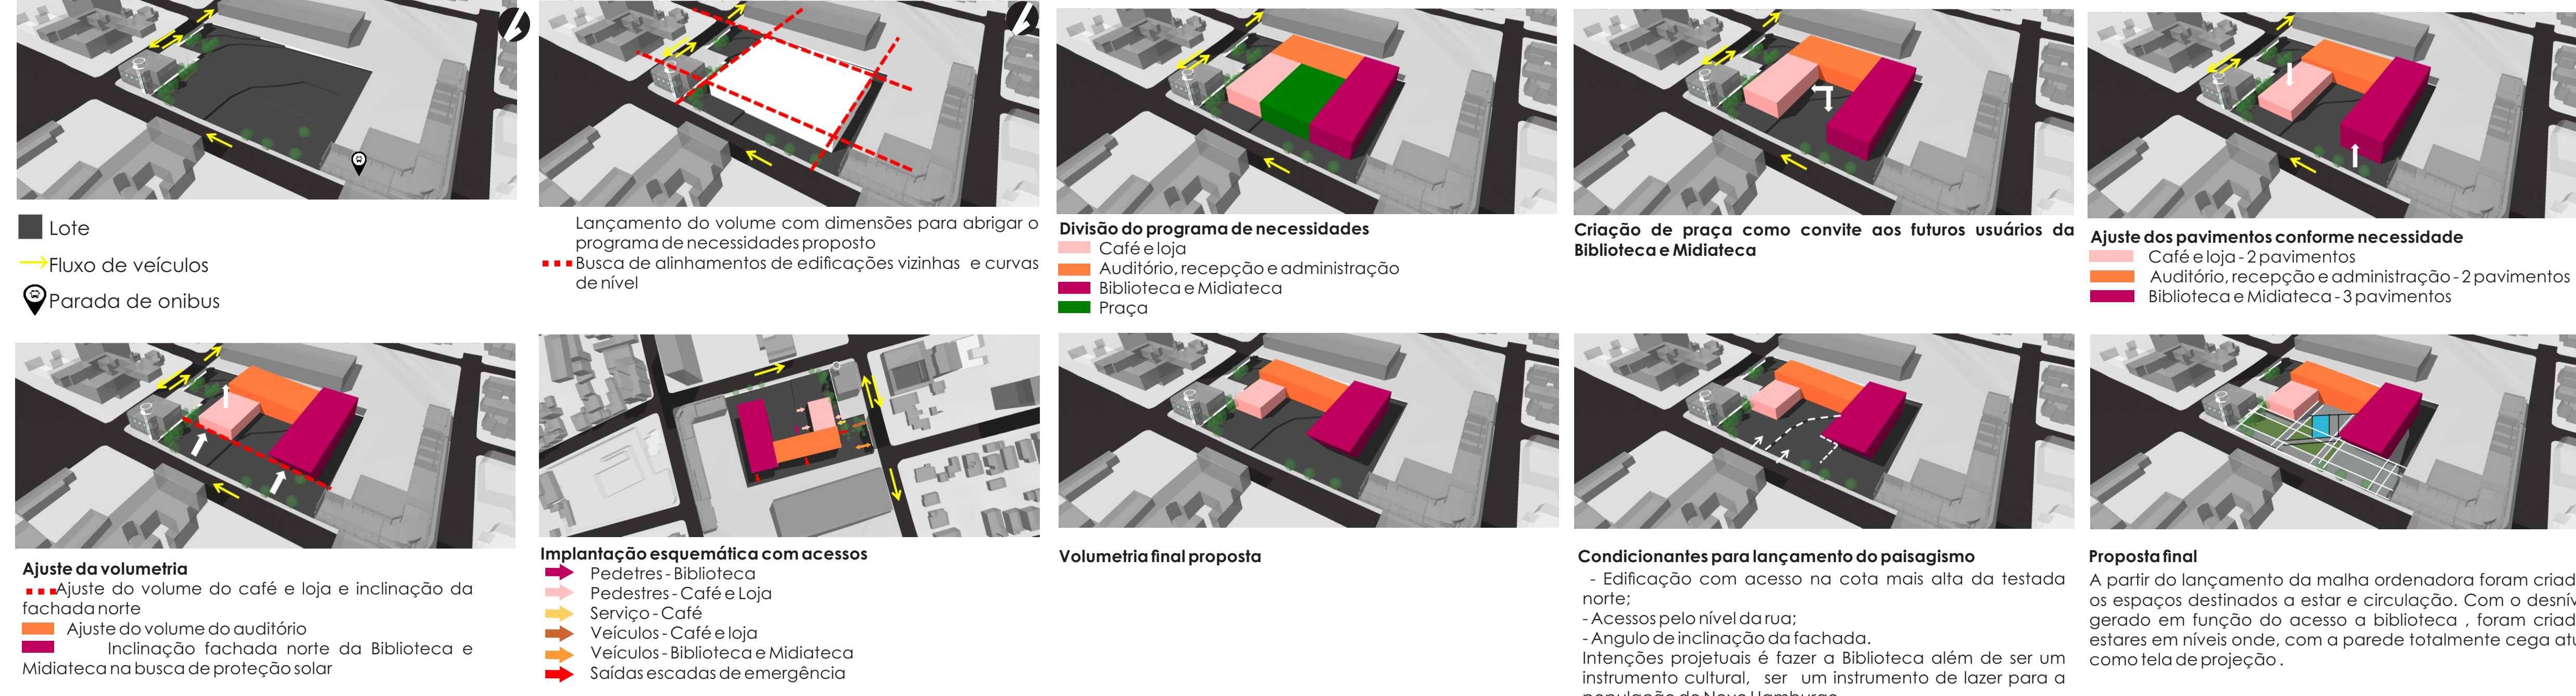 Lote
Fluxo de veículos
Parada de onibus
Lançamento do volume com dimensões para abrigar o
programa de necessidades proposto
Busca de alinhamentos de edificações vizinhas e curvas
de nível
Divisão do programa de necessidades
Café e loja
Auditório, recepção e administração
Biblioteca e Midiateca
Praça
Criação de praça como convite aos futuros usuários da
Biblioteca e Midiateca
Ajuste dos pavimentos conforme necessidade
Café e loja - 2 pavimentos
Auditório, recepção e administração - 2 pavimentos
Biblioteca e Midiateca - 3 pavimentos
Ajuste da volumetria
Ajuste do volume do café e loja e inclinação da
fachada norte
Ajuste do volume do auditório
Inclinação fachada norte da Biblioteca e
Midiateca na busca de proteção solar
Implantação esquemática com acessos
Pedetres - Biblioteca
Pedestres - Café e Loja
Serviço - Café
Veículos - Café e loja
Veículos - Biblioteca e Midiateca
Saídas escadas de emergência
Volumetria final proposta
Condicionantes para lançamento do paisagismo
- Edificação com acesso na cota mais alta da testada
norte;
- Acessos pelo nível da rua;
- Angulo de inclinação da fachada.
Intenções projetuais é fazer a Biblioteca além de ser um
instrumento cultural, ser um instrumento de lazer para a
Proposta final
A partir do lançamento da malha ordenadora foram
os espaços destinados a estar e circulação. Com o
gerado em função do acesso a biblioteca , foram
estares em níveis onde, com a parede totalmente cega
como tela de projeção .